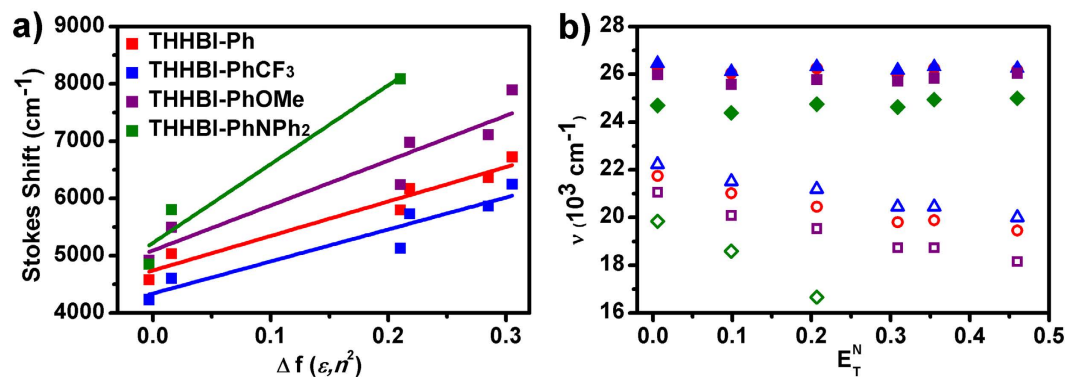 a)
Stokes Shift (cm⁻¹)
9000
8000
7000
6000
5000
4000
THHBI-Ph
THHBI-PhCF₃
THHBI-PhOMe
THHBI-PhNPh₂
0.0 0.1 0.2 0.3
Δ f (ε,n²)
b)
ν (10³ cm⁻¹)
28
26
24
22
20
18
16
0.0 0.1 0.2 0.3 0.4 0.5
E_T^N